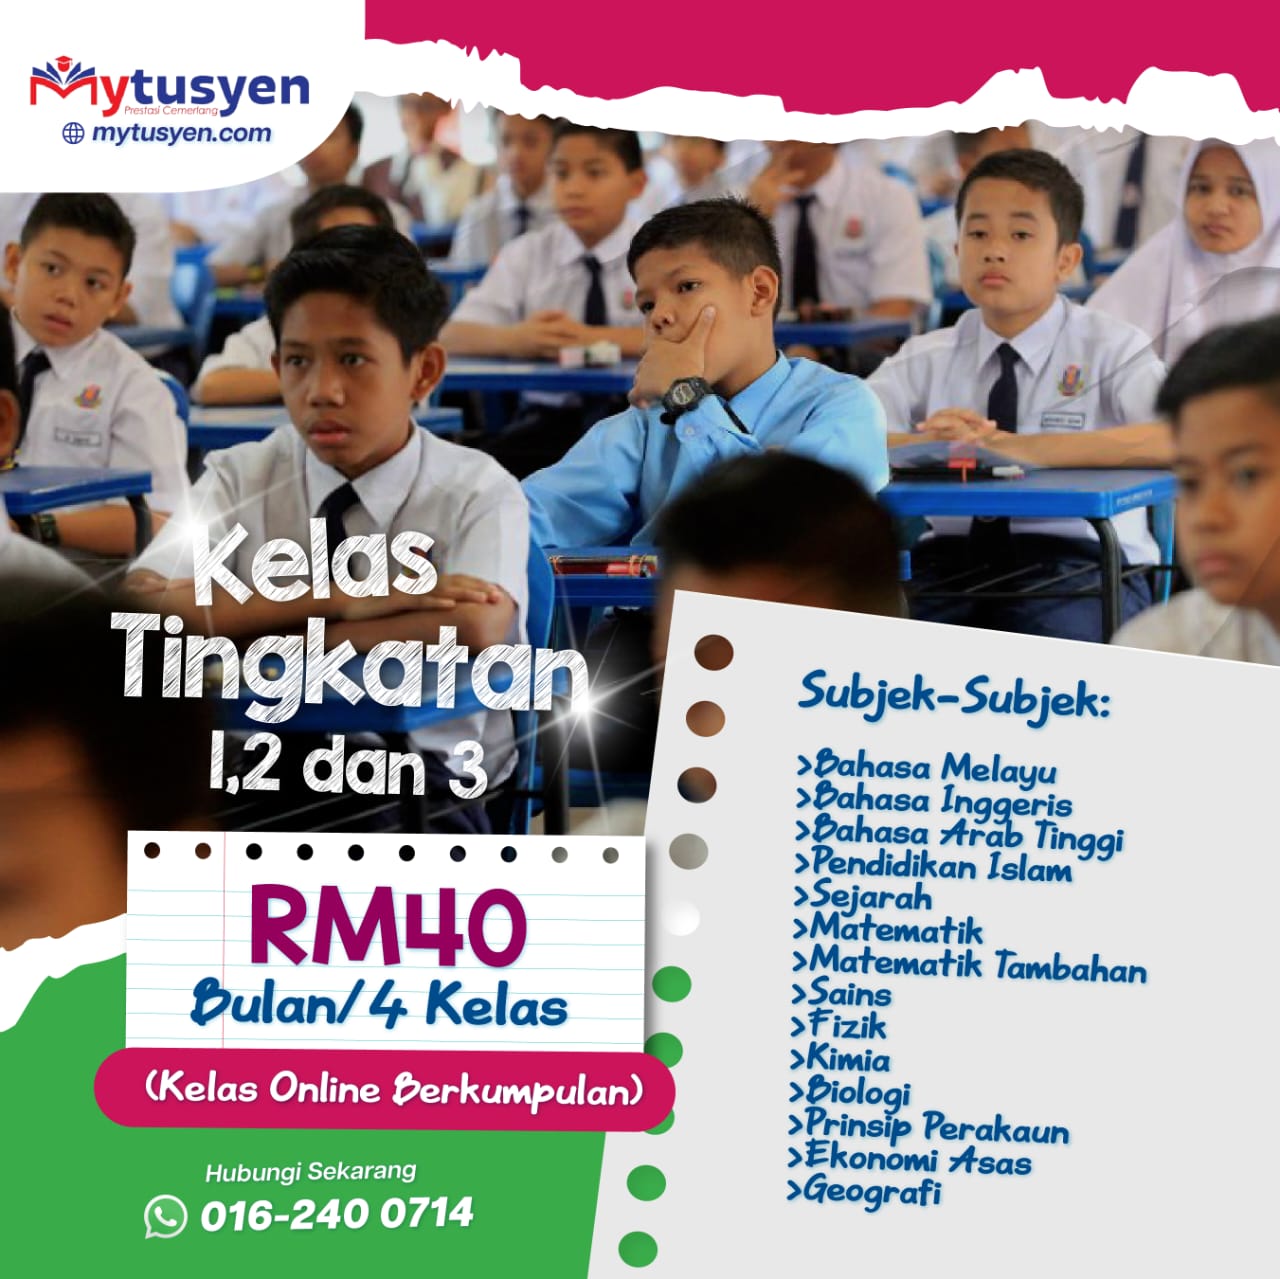 Mytusyen
Prestasi Cemerlang
mytusyen.com
Kelas
Tingkatan
1,2 dan 3
RM40
Bulan/4 Kelas
(Kelas Online Berkumpulan)
Hubungi Sekarang
016-240 0714
Subjek-Subjek:
>Bahasa Melayu
>Bahasa Inggeris
>Bahasa Arab Tinggi
>Pendidikan Islam
>Sejarah
>Matematik
>Matematik Tambahan
>Sains
>Fizik
>Kimia
>Biologi
>Prinsip Perakaun
>Ekonomi Asas
>Geografi